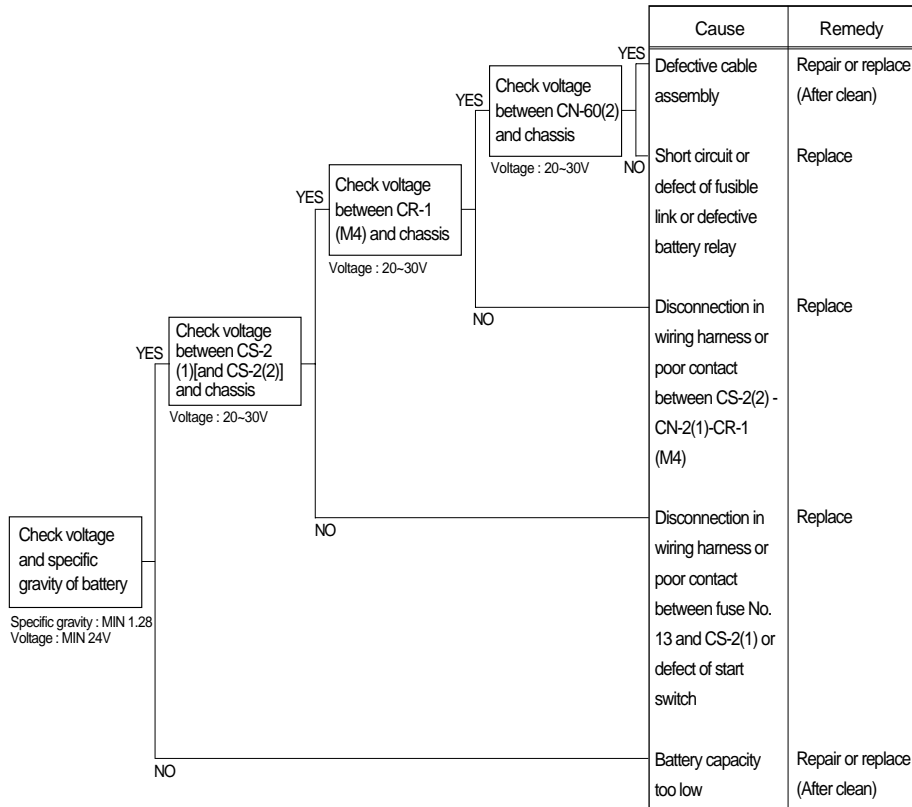 Cause
Remedy
YES
Defective cable
assembly
Repair or replace
(After clean)
YES
Check voltage
between CN-60(2)
and chassis
Voltage : 20~30V
NO
Short circuit or
defect of fusible
link or defective
battery relay
Replace
YES
Check voltage
between CR-1
(M4) and chassis
Voltage : 20~30V
NO
Disconnection in
wiring harness or
poor contact
between CS-2(2) -
CN-2(1)-CR-1
(M4)
Replace
YES
Check voltage
between CS-2
(1)[and CS-2(2)]
and chassis
Voltage : 20~30V
NO
Disconnection in
wiring harness or
poor contact
between fuse No.
13 and CS-2(1) or
defect of start
switch
Replace
Check voltage
and specific
gravity of battery
Specific gravity : MIN 1.28
Voltage : MIN 24V
NO
Battery capacity
too low
Repair or replace
(After clean)